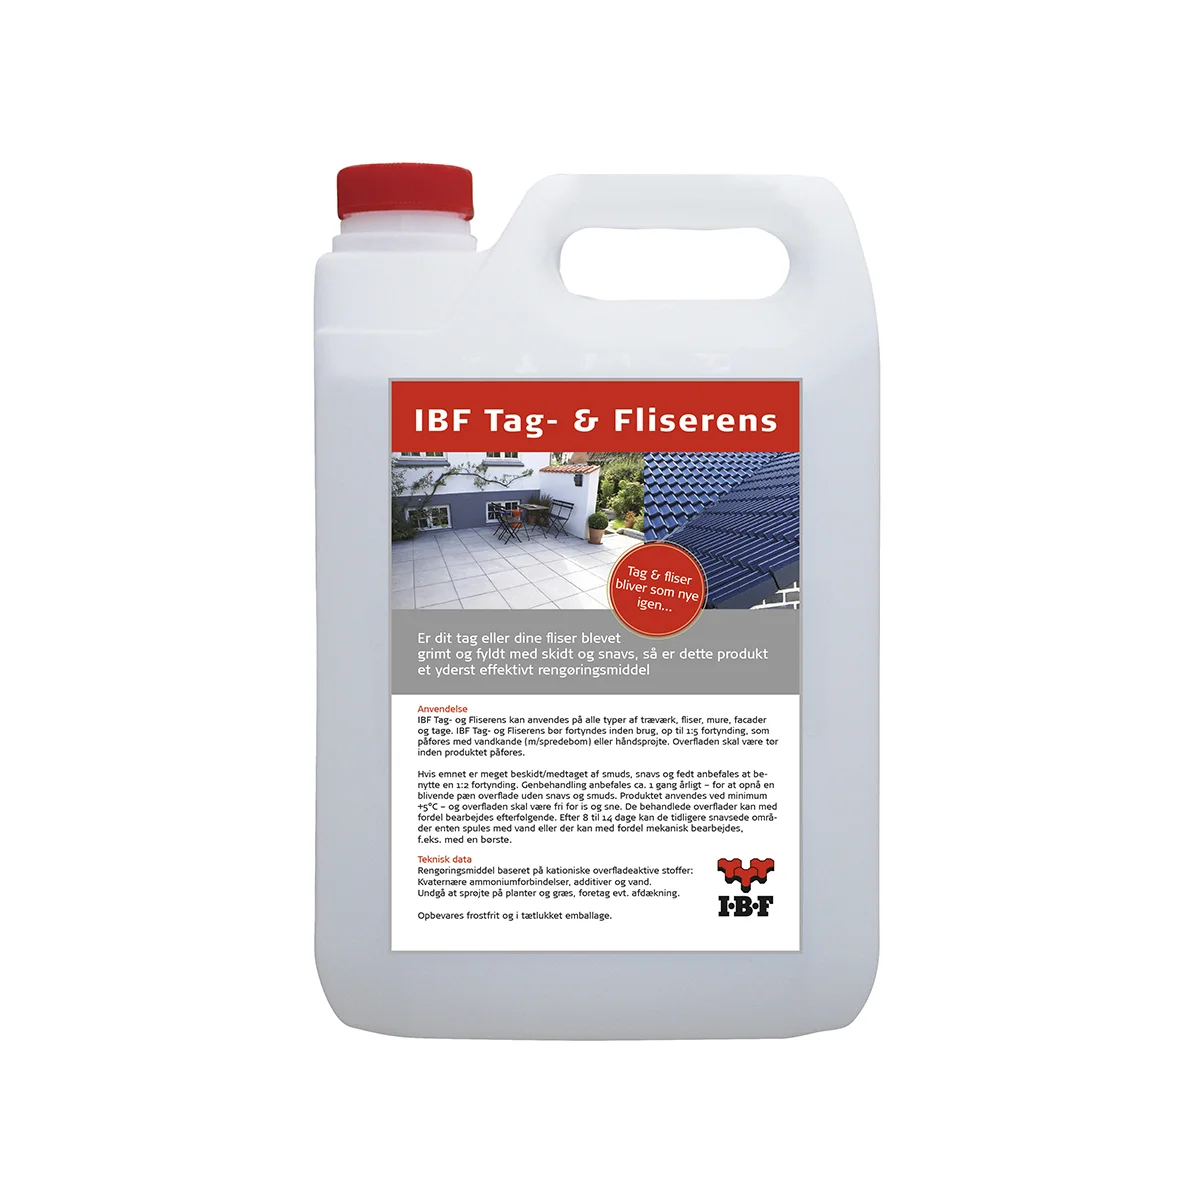 IBF Tag- & Fliserens
Tag & fliser
bliver som nye
igen...
Er dit tag eller dine fliser blevet
grimt og fyldt med skidt og snavs, så er dette produkt
et yderst effektivt rengøringsmiddel
Anvendelse
IBF Tag- og Fliserens kan anvendes på alle typer af træværk, fliser, mure, facader
og tage. IBF Tag- og Fliserens bør fortyndes inden brug, op til 1:5 fortynding, som
påføres med vandkande (m/spredebom) eller håndsprøjte. Overfladen skal være tør
inden produktet påføres.
Hvis emnet er meget beskidt/medtaget af smuds, snavs og fedt anbefales at be-
nytte en 1:2 fortynding. Genbehandling anbefales ca. 1 gang årligt – for at opnå en
blivende pæn overflade uden snavs og smuds. Produktet anvendes ved minimum
+5°C – og overfladen skal være fri for is og sne. De behandlede overflader kan med
fordel bearbejdes efterfølgende. Efter 8 til 14 dage kan de tidligere snavsede områ-
der enten spules med vand eller der kan med fordel mekanisk bearbejdes,
f.eks. med en børste.
Teknisk data
Rengøringsmiddel baseret på kationiske overfladeaktive stoffer:
Kvaternære ammoniumforbindelser, additiver og vand.
Undgå at sprøjte på planter og græs, foretag evt. afdækning.
Opbevares frostfrit og i tætlukket emballage.
I·B·F